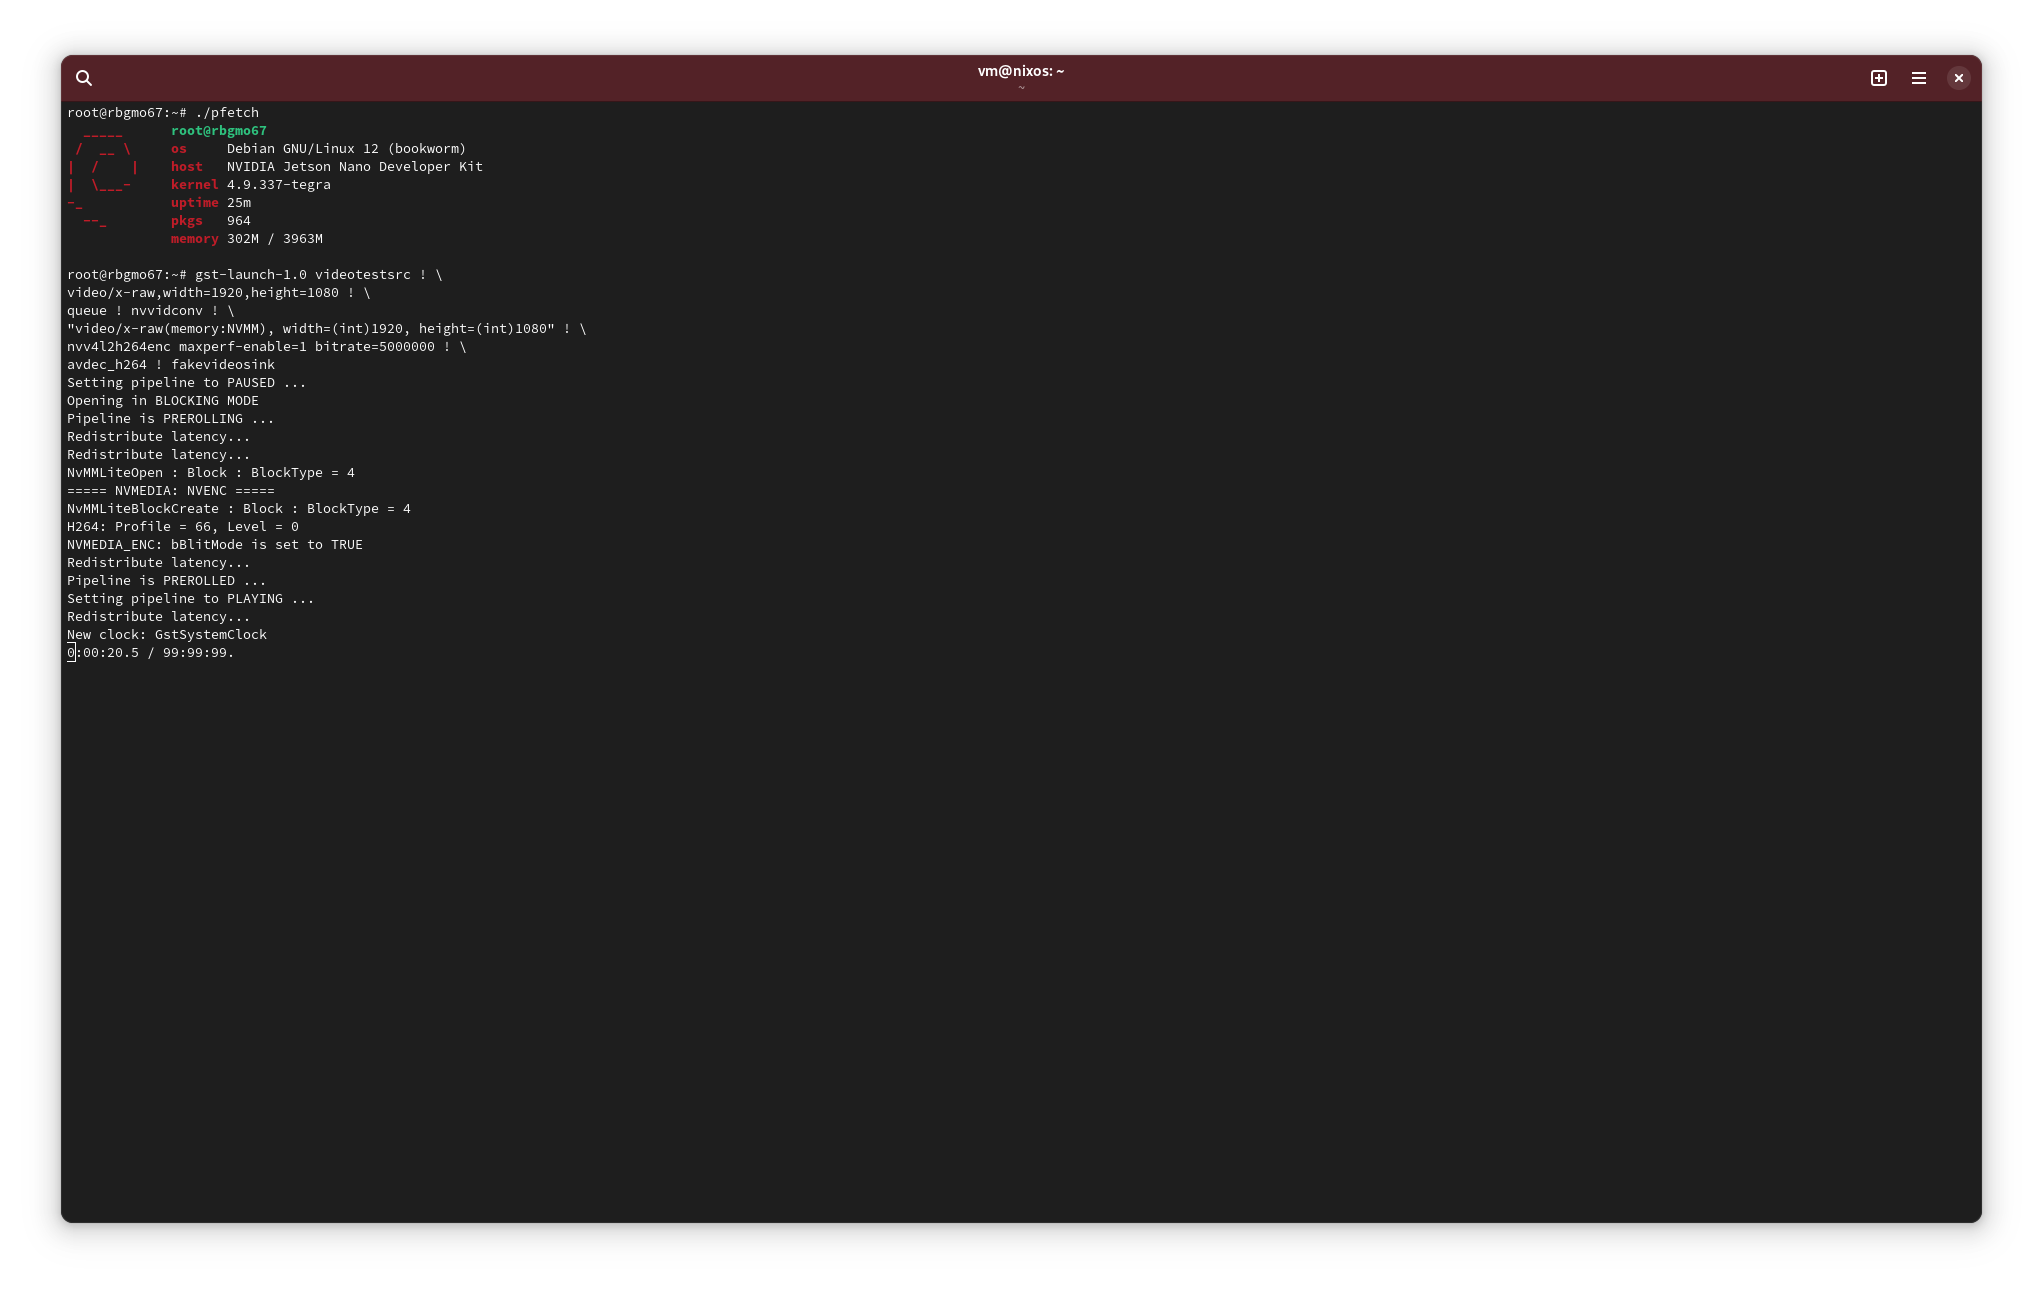 vm@nixos: ~
~
root@rbgmo67:~# ./pfetch
  _____      root@rbgmo67
 /  __ \     os     Debian GNU/Linux 12 (bookworm)
|  /    |    host   NVIDIA Jetson Nano Developer Kit
|  \___-     kernel 4.9.337-tegra
-_           uptime 25m
  --_        pkgs   964
             memory 302M / 3963M
root@rbgmo67:~# gst-launch-1.0 videotestsrc ! \
video/x-raw,width=1920,height=1080 ! \
queue ! nvvidconv ! \
"video/x-raw(memory:NVMM), width=(int)1920, height=(int)1080" ! \
nvv4l2h264enc maxperf-enable=1 bitrate=5000000 ! \
avdec_h264 ! fakevideosink
Setting pipeline to PAUSED ...
Opening in BLOCKING MODE
Pipeline is PREROLLING ...
Redistribute latency...
Redistribute latency...
NvMMLiteOpen : Block : BlockType = 4
===== NVMEDIA: NVENC =====
NvMMLiteBlockCreate : Block : BlockType = 4
H264: Profile = 66, Level = 0
NVMEDIA_ENC: bBlitMode is set to TRUE
Redistribute latency...
Pipeline is PREROLLED ...
Setting pipeline to PLAYING ...
Redistribute latency...
New clock: GstSystemClock
0:00:20.5 / 99:99:99.